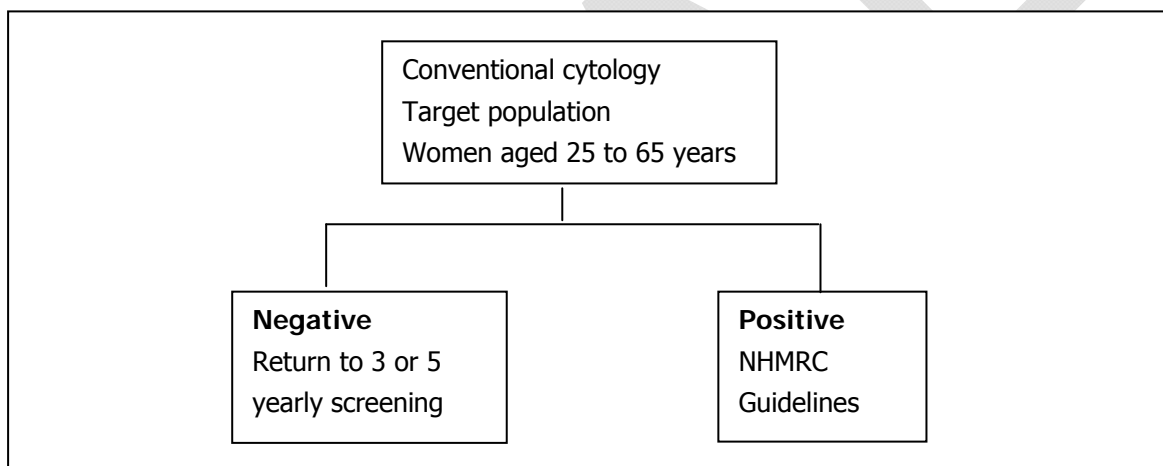 Conventional cytology
Target population
Women aged 25 to 65 years
Negative
Return to 3 or 5
yearly screening
Positive
NHMRC
Guidelines